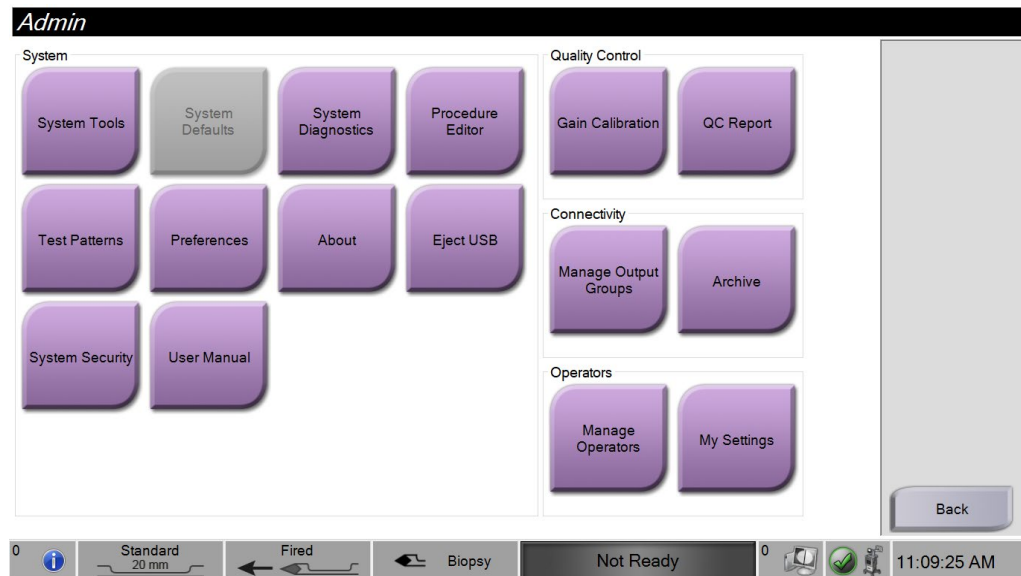 Admin
System
System Tools
System
Defaults
System
Diagnostics
Procedure
Editor
Test Patterns
Preferences
About
Eject USB
System Security
User Manual
Quality Control
Gain Calibration
QC Report
Connectivity
Manage Output
Groups
Archive
Operators
Manage
Operators
My Settings
Back
0
i
Standard
20 mm
Fired
Biopsy
Not Ready
0
11:09:25 AM